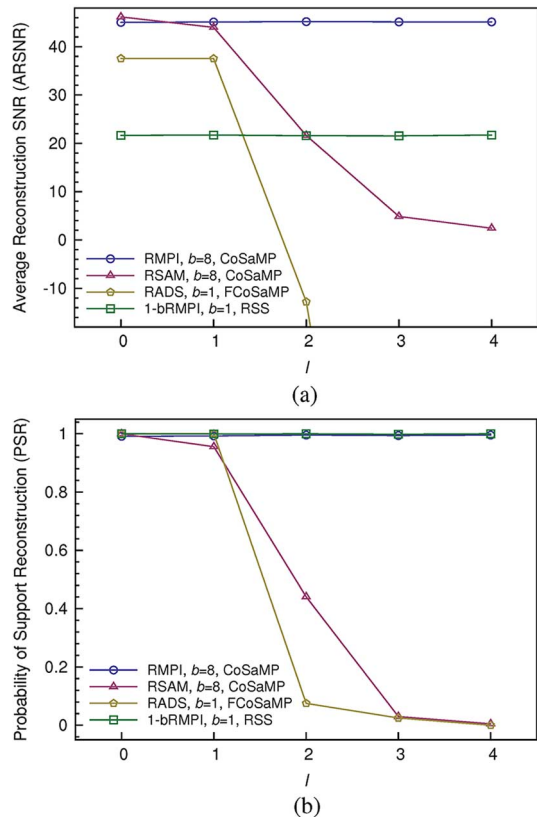 Average Reconstruction SNR (ARSNR)
40
30
20
10
0
-10
RMPI, b=8, CoSaMP
RSAM, b=8, CoSaMP
RADS, b=1, FCoSaMP
1-bRMPI, b=1, RSS
0 1 2 3 4
l
(a)
Probability of Support Reconstruction (PSR)
1
0.8
0.6
0.4
0.2
0
RMPI, b=8, CoSaMP
RSAM, b=8, CoSaMP
RADS, b=1, FCoSaMP
1-bRMPI, b=1, RSS
0 1 2 3 4
l
(b)